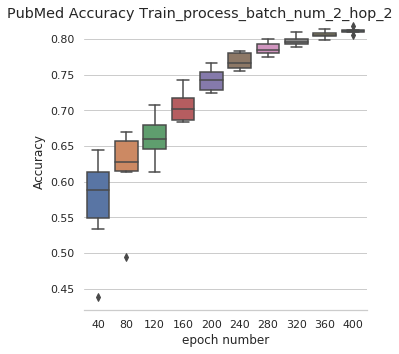 PubMed Accuracy Train_process_batch_num_2_hop_2
0.80
0.75
0.70
0.65
0.60
0.55
0.50
0.45
Accuracy
40 80 120 160 200 240 280 320 360 400
epoch number